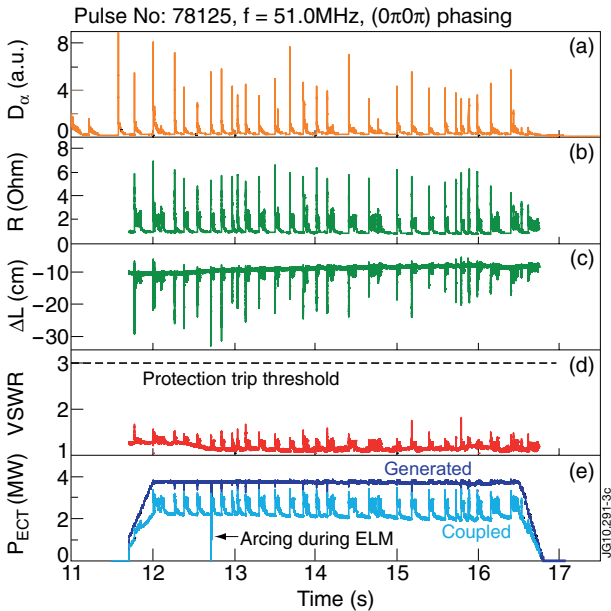 Pulse No: 78125, f = 51.0MHz, (0π0π) phasing
8
4
0
Dα (a.u.)
(a)
8
6
4
2
0
R (Ohm)
(b)
-10
-20
-30
ΔL (cm)
(c)
3
2
1
VSWR
(d)
Protection trip threshold
4
2
0
PECT (MW)
(e)
Generated
Coupled
Arcing during ELM
11 12 13 14 15 16 17
Time (s)
JG10.291-3c